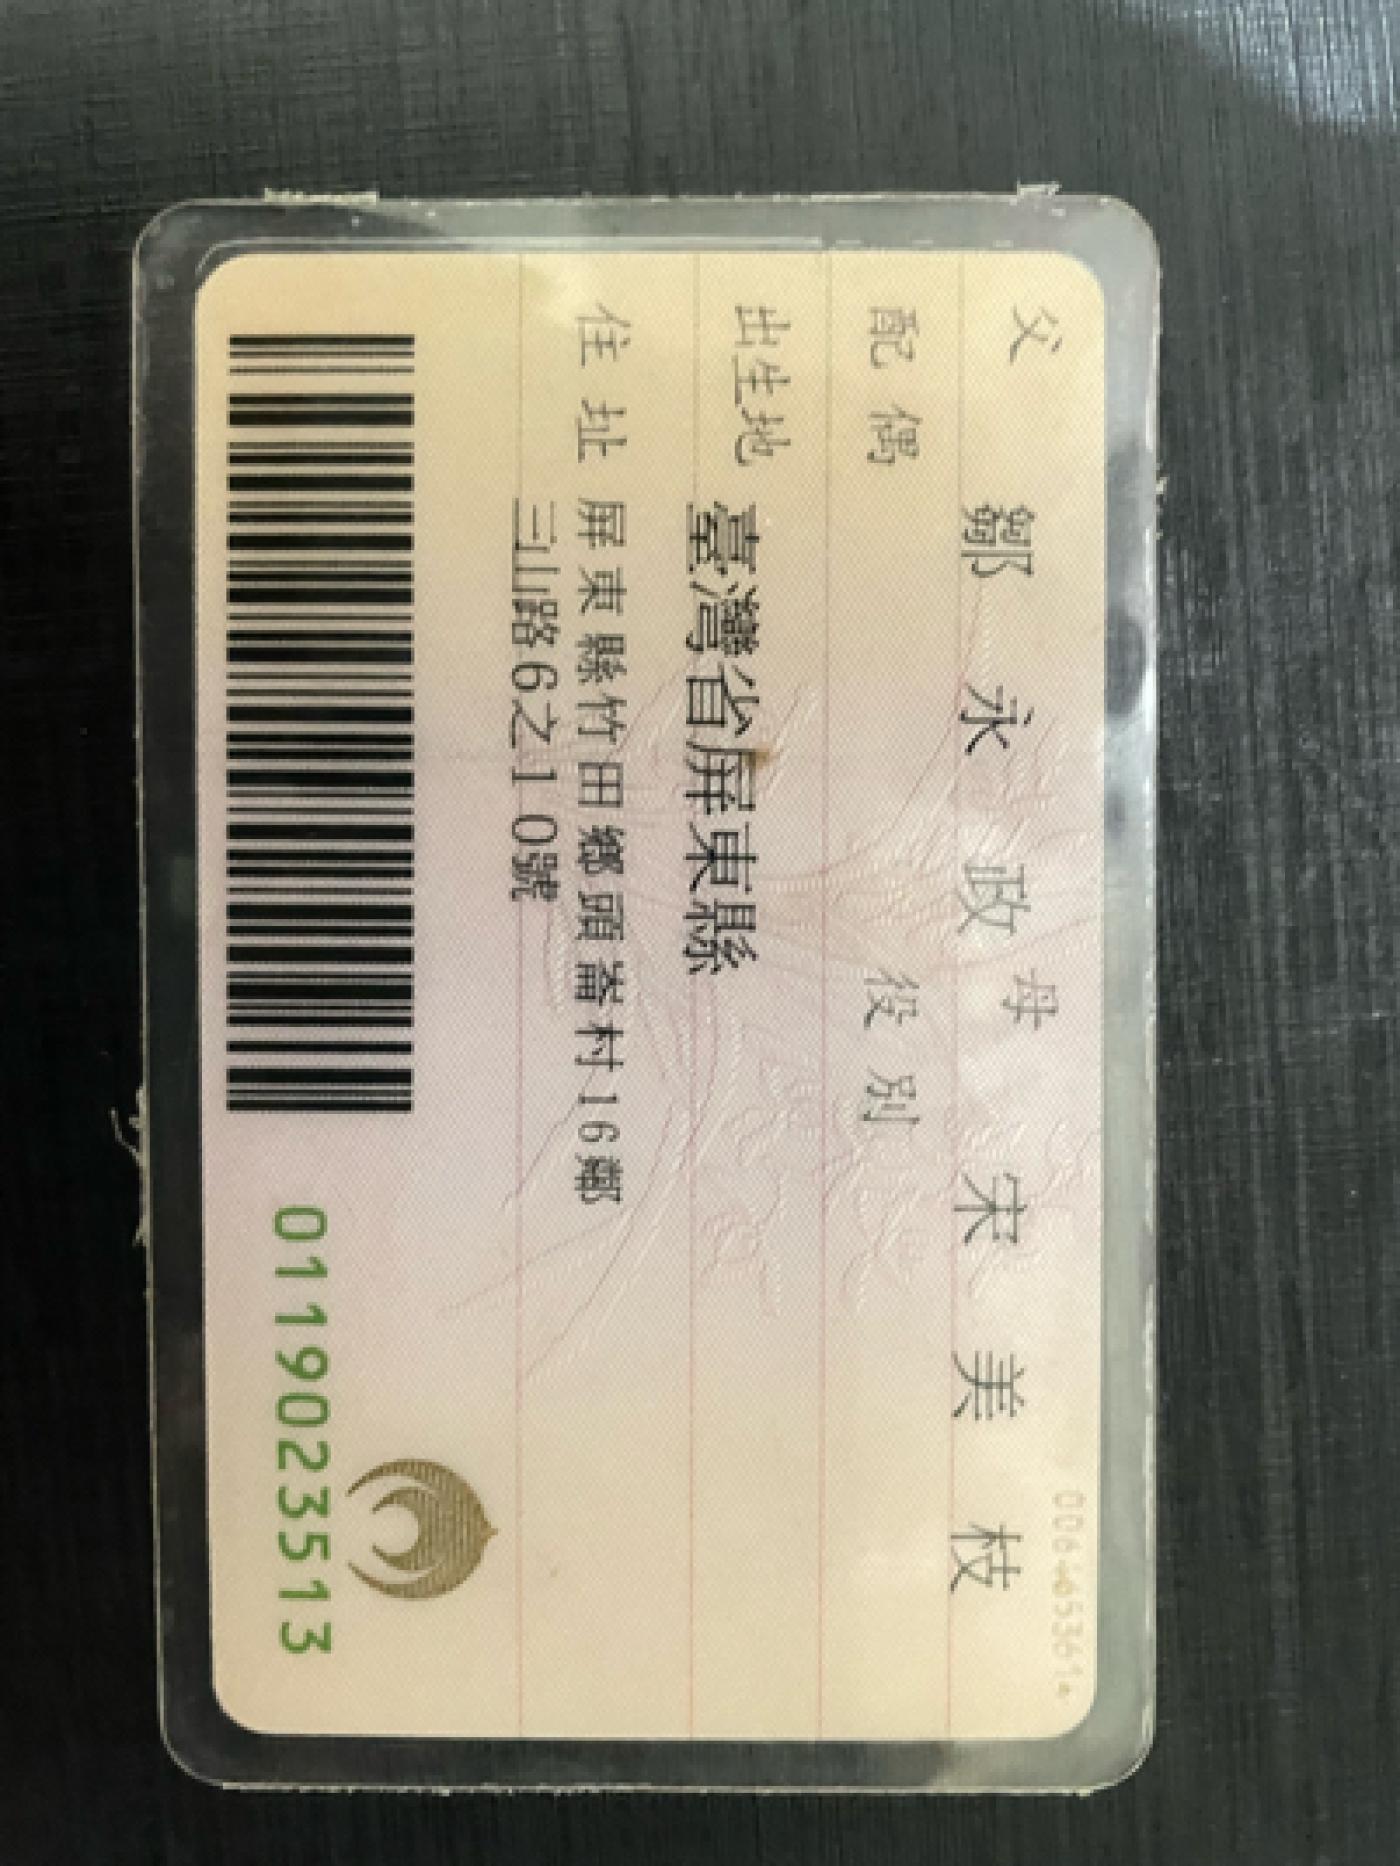 父 鄒永政 母 宋美枝
配偶 役別
出生地 臺灣省屏東縣
住址 屏東縣竹田鄉頭崙村16鄰
三山路6之10號
0119023513